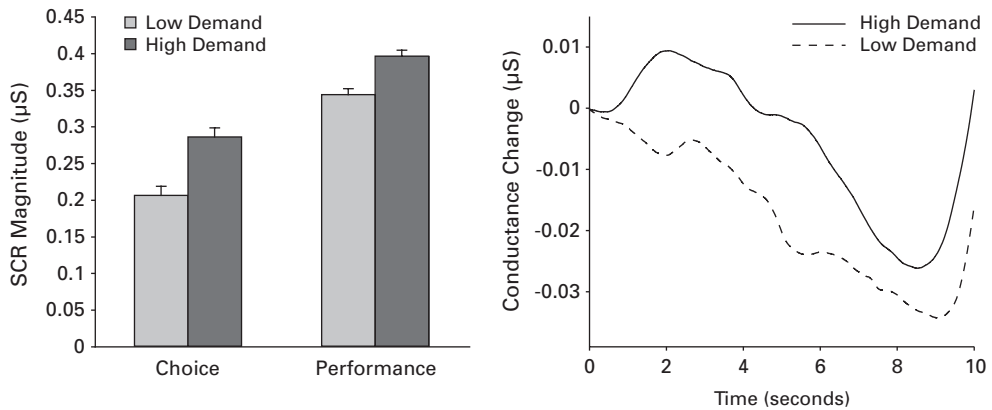 0.45
0.4
0.35
0.3
0.25
0.2
0.15
0.1
0.05
0
SCR Magnitude (µS)
Low Demand
High Demand
Choice
Performance
0.01
0
-0.01
-0.02
-0.03
Conductance Change (µS)
High Demand
Low Demand
0 2 4 6 8 10
Time (seconds)